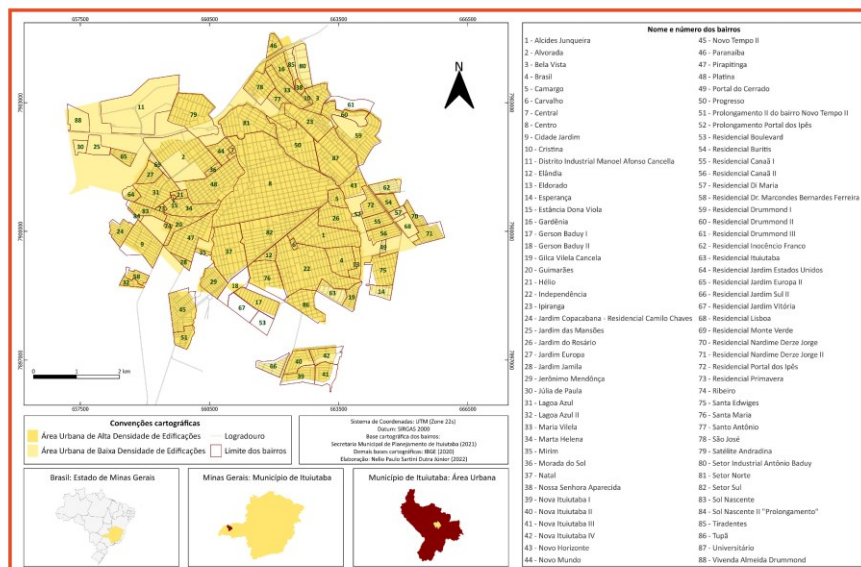 657500
660500
663500
666500
7903000
7900000
7897000
N
0
1
2 km
Convenções cartográficas
Área Urbana de Alta Densidade de Edificações
Logradouro
Área Urbana de Baixa Densidade de Edificações
Limite dos bairros
Sistema de Coordenadas: UTM (Zone 22s)
Datum: SIRGAS 2000
Base cartográfica dos bairros:
Secretaria Municipal de Planejamento de Ituiutaba (2021)
Demais bases cartográficas: IBGE (2020)
Elaboração: Nelio Paulo Sartini Dutra Júnior (2022)
Brasil: Estado de Minas Gerais
Minas Gerais: Município de Ituiutaba
Município de Ituiutaba: Área Urbana
Nome e número dos bairros
1 - Alcides Junqueira
2 - Alvorada
3 - Bela Vista
4 - Brasil
5 - Camargo
6 - Carvalho
7 - Central
8 - Centro
9 - Cidade Jardim
10 - Cristina
11 - Distrito Industrial Manoel Afonso Cancella
12 - Elândia
13 - Eldorado
14 - Esperança
15 - Estância Dona Viola
16 - Gardênia
17 - Gerson Baduy I
18 - Gerson Baduy II
19 - Gilca Vilela Cancela
20 - Guimarães
21 - Hélio
22 - Independência
23 - Ipiranga
24 - Jardim Copacabana - Residencial Camilo Chaves
25 - Jardim das Mansões
26 - Jardim do Rosário
27 - Jardim Europa
28 - Jardim Jamila
29 - Jerônimo Mendonça
30 - Júlia de Paula
31 - Lagoa Azul
32 - Lagoa Azul II
33 - Maria Vilela
34 - Marta Helena
35 - Mirim
36 - Morada do Sol
37 - Natal
38 - Nossa Senhora Aparecida
39 - Nova Ituiutaba I
40 - Nova Ituiutaba II
41 - Nova Ituiutaba III
42 - Nova Ituiutaba IV
43 - Novo Horizonte
44 - Novo Mundo
45 - Novo Tempo II
46 - Paranaíba
47 - Pirapitinga
48 - Platina
49 - Portal do Cerrado
50 - Progresso
51 - Prolongamento II do bairro Novo Tempo II
52 - Prolongamento Portal dos Ipês
53 - Residencial Boulevard
54 - Residencial Buritis
55 - Residencial Canaã I
56 - Residencial Canaã II
57 - Residencial Di Maria
58 - Residencial Dr. Marcondes Bernardes Ferreira
59 - Residencial Drummond I
60 - Residencial Drummond II
61 - Residencial Drummond III
62 - Residencial Inocêncio Franco
63 - Residencial Ituiutaba
64 - Residencial Jardim Estados Unidos
65 - Residencial Jardim Europa II
66 - Residencial Jardim Sul II
67 - Residencial Jardim Vitória
68 - Residencial Lisboa
69 - Residencial Monte Verde
70 - Residencial Nardime Derze Jorge
71 - Residencial Nardime Derze Jorge II
72 - Residencial Portal dos Ipês
73 - Residencial Primavera
74 - Ribeiro
75 - Santa Edwiges
76 - Santa Maria
77 - Santo Antônio
78 - São José
79 - Satélite Andradina
80 - Setor Industrial Antônio Baduy
81 - Setor Norte
82 - Setor Sul
83 - Sol Nascente
84 - Sol Nascente II "Prolongamento"
85 - Tiradentes
86 - Tupã
87 - Universitário
88 - Vivenda Almeida Drummond